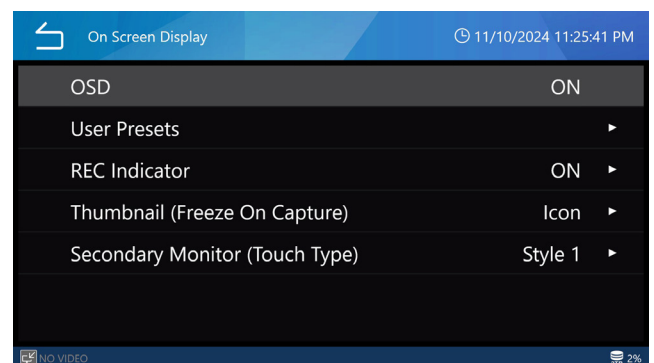 On Screen Display 11/10/2024 11:25:41 PM
OSD ON
User Presets
REC Indicator ON
Thumbnail (Freeze On Capture) Icon
Secondary Monitor (Touch Type) Style 1
NO VIDEO 2%